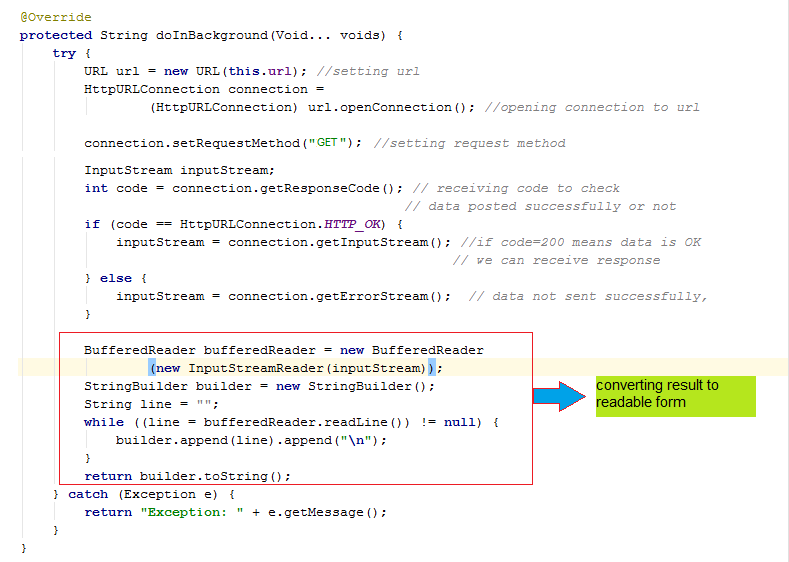 @Override
protected String doInBackground(Void... voids) {
try {
URL url = new URL(this.url); //setting url
HttpURLConnection connection =
(HttpURLConnection) url.openConnection(); //opening connection to url
connection.setRequestMethod("GET"); //setting request method
InputStream inputStream;
int code = connection.getResponseCode(); // receiving code to check
// data posted successfully or not
if (code == HttpURLConnection.HTTP_OK) {
inputStream = connection.getInputStream(); //if code=200 means data is OK
// we can receive response
} else {
inputStream = connection.getErrorStream(); // data not sent successfully,
}
BufferedReader bufferedReader = new BufferedReader
(new InputStreamReader(inputStream));
StringBuilder builder = new StringBuilder();
String line = "";
while ((line = bufferedReader.readLine()) != null) {
builder.append(line).append("\n");
}
return builder.toString();
converting result to
readable form
} catch (Exception e) {
return "Exception: " + e.getMessage();
}
}